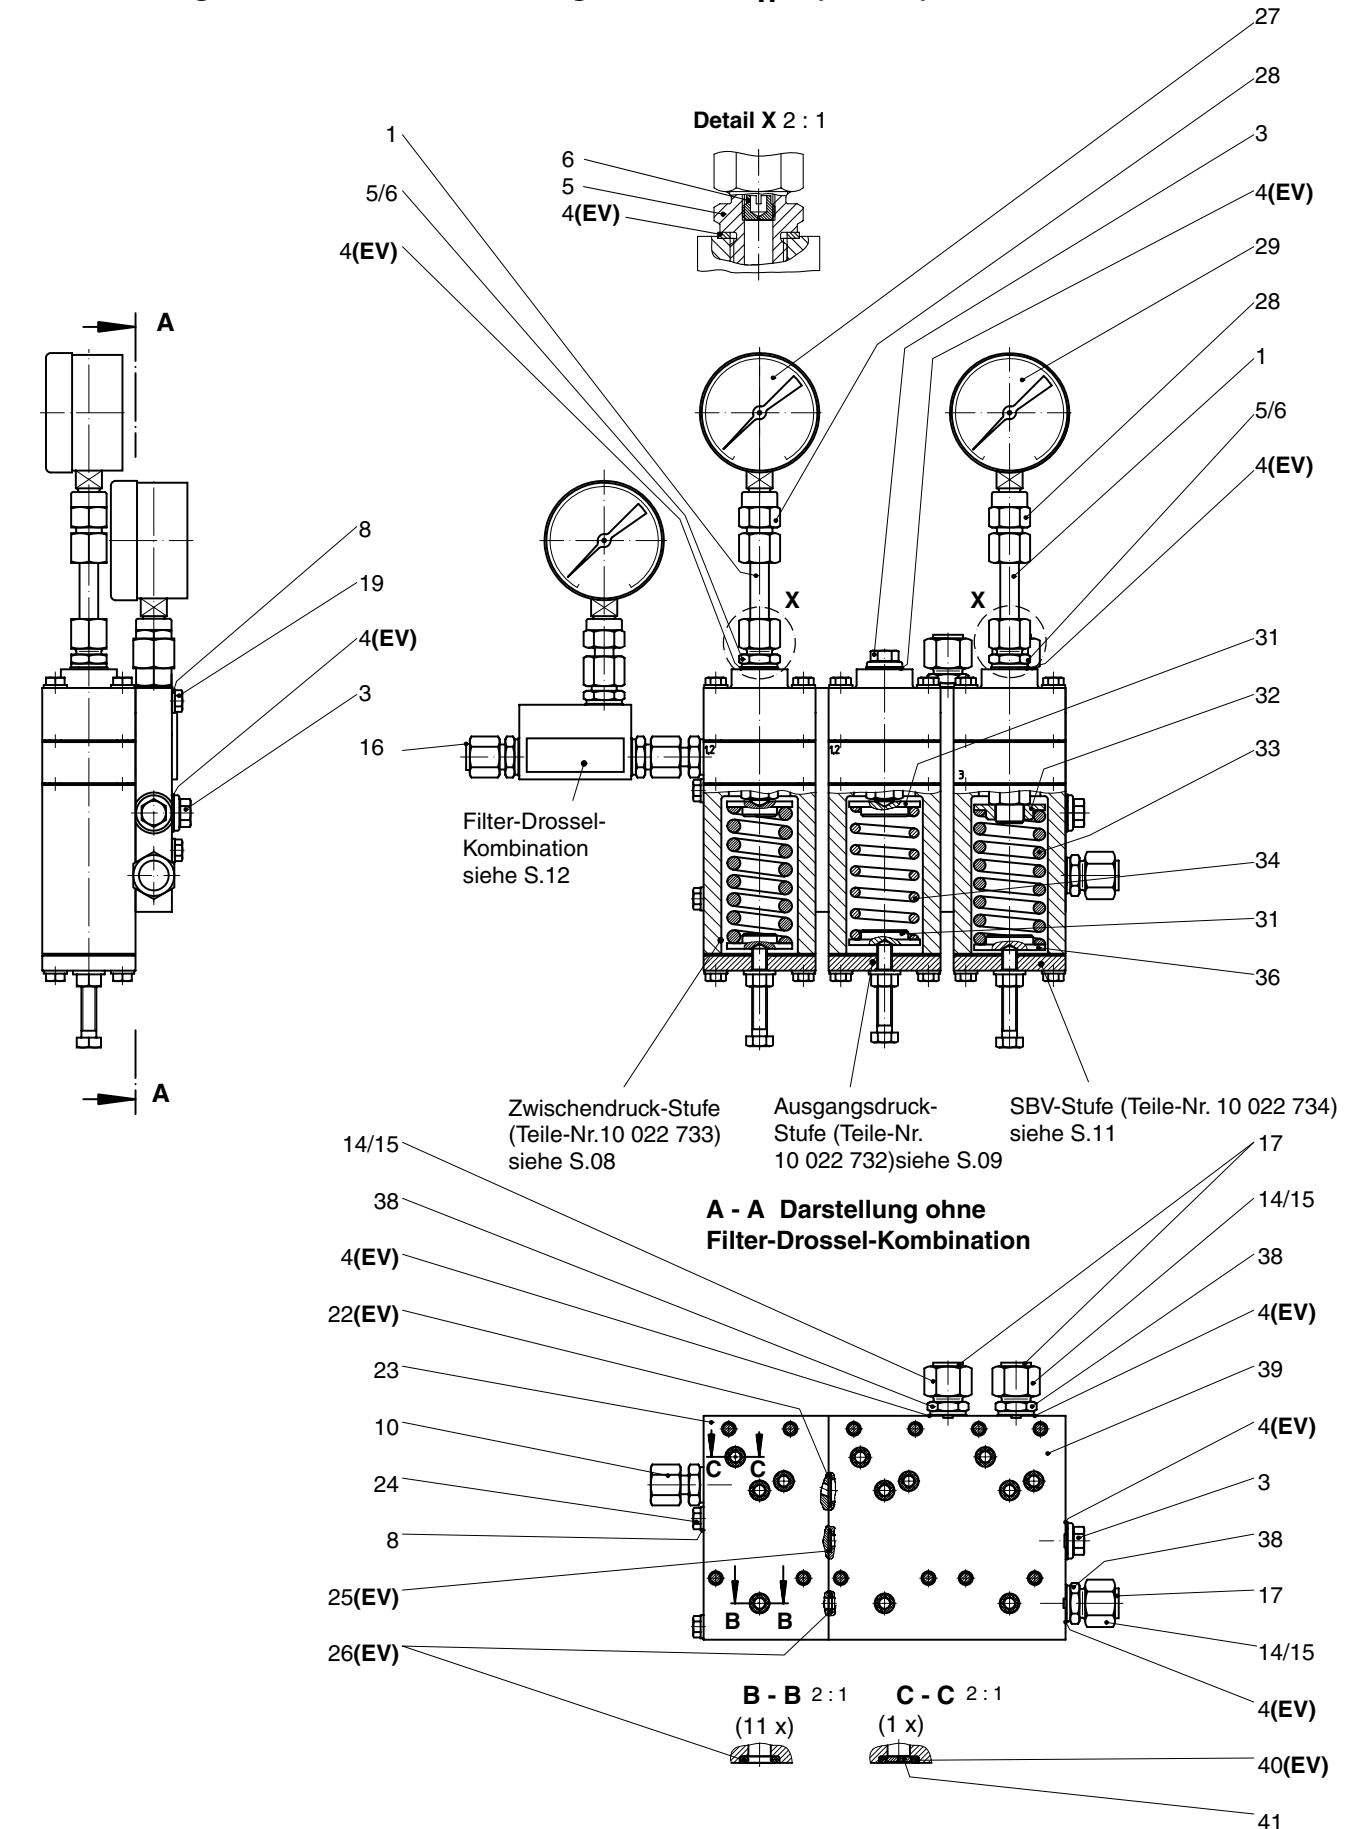 27
28
Detail X 2 : 1
1
3
6
5
4(EV)
5/6
4(EV)
4(EV)
29
28
A
1
5/6
4(EV)
8
19
4(EV)
3
16
X
X
31
32
33
1,2
1,2
3
Filter-Drossel-
Kombination
siehe S.12
34
31
36
A
Zwischendruck-Stufe
(Teile-Nr.10 022 733)
siehe S.08
Ausgangsdruck-
Stufe (Teile-Nr.
10 022 732)siehe S.09
SBV-Stufe (Teile-Nr. 10 022 734)
siehe S.11
14/15
17
38
14/15
A - A Darstellung ohne
Filter-Drossel-Kombination
4(EV)
38
22(EV)
4(EV)
23
39
10
4(EV)
C
C
24
3
8
38
25(EV)
17
B
B
26(EV)
14/15
B - B 2 : 1
(11 x)
C - C 2 : 1
(1 x)
4(EV)
40(EV)
41